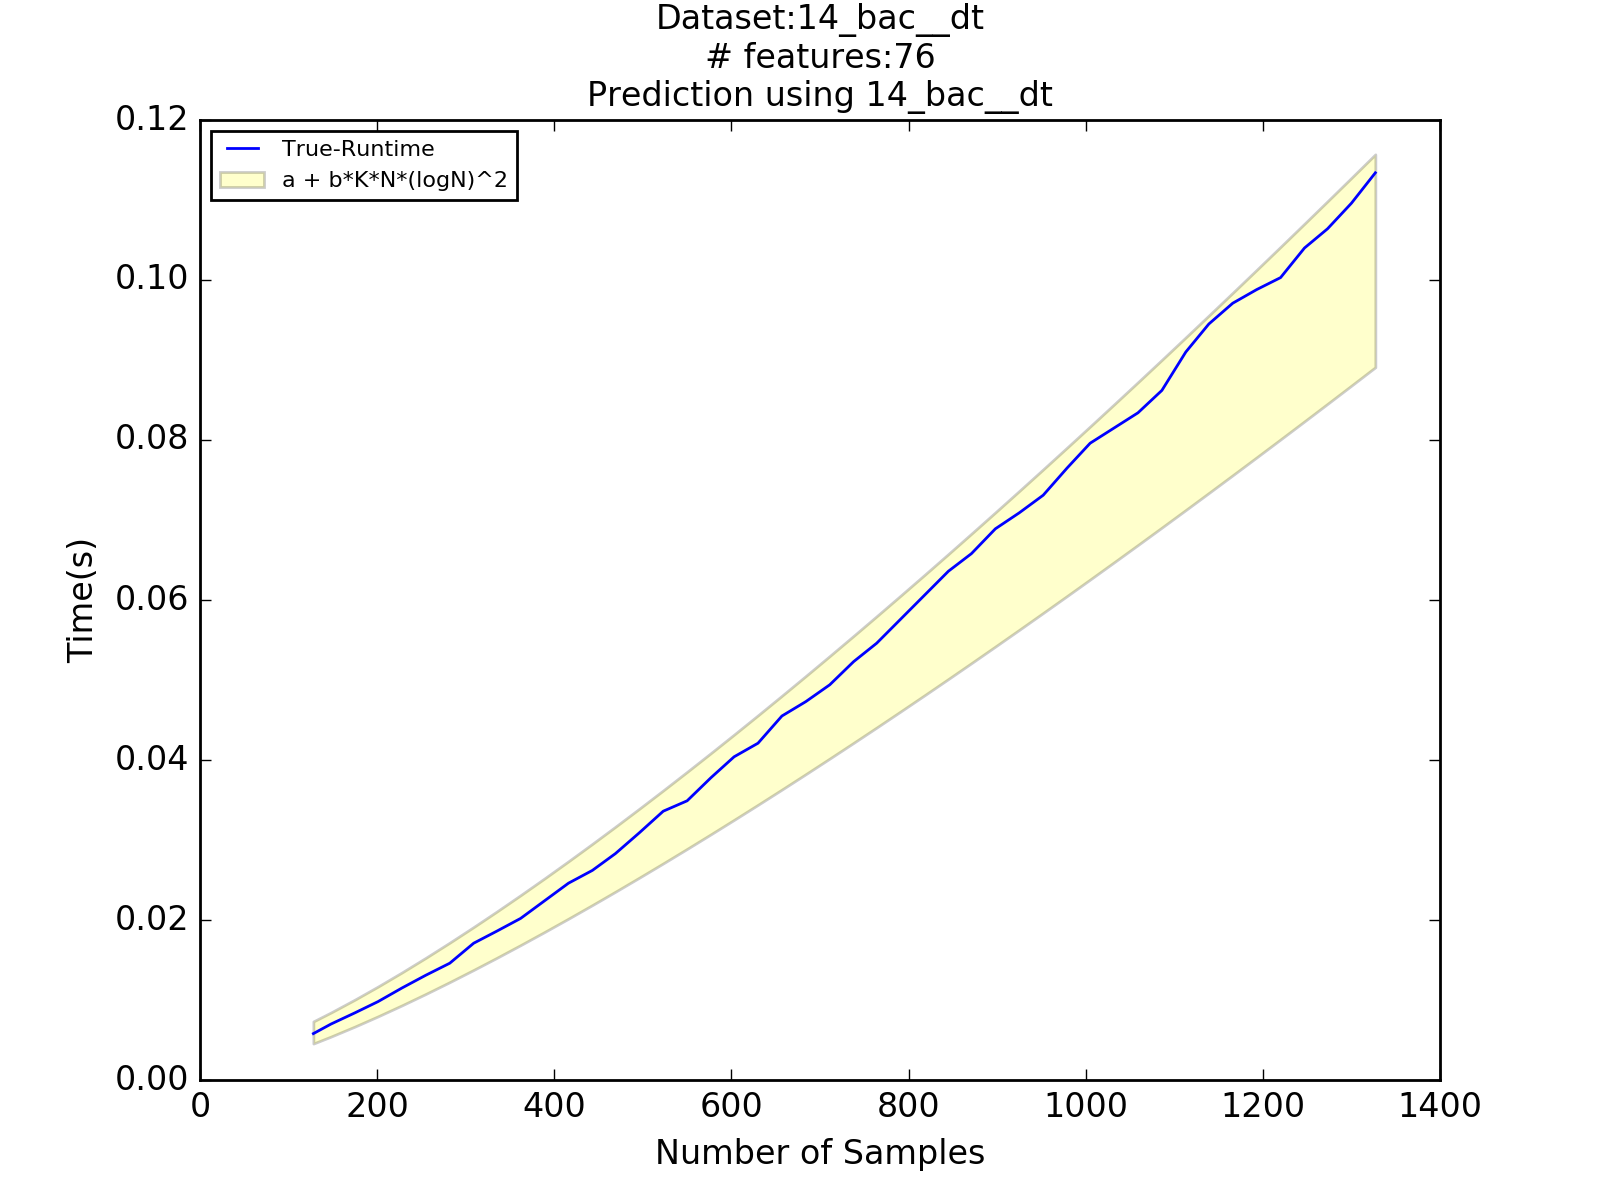 Dataset:14_bac__dt
# features:76
Prediction using 14_bac__dt
True-Runtime
a + b*K*N*(logN)^2
0.12
0.10
0.08
0.06
0.04
0.02
0.00
Time(s)
0 200 400 600 800 1000 1200 1400
Number of Samples